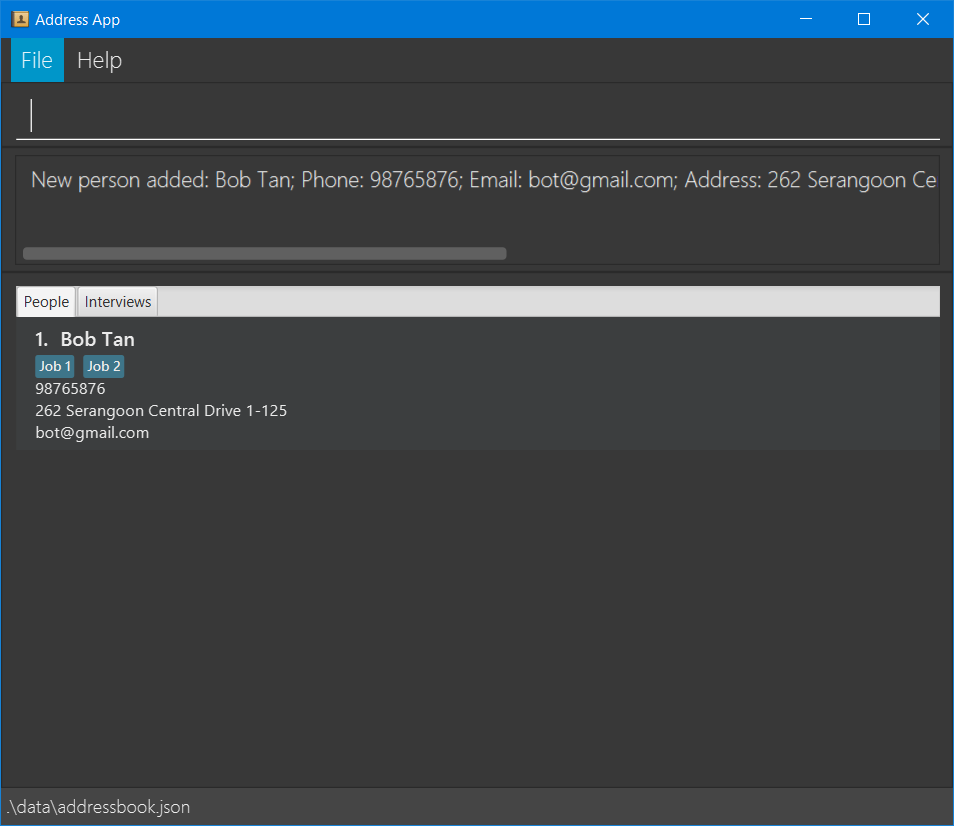 Address App
File Help
New person added: Bob Tan; Phone: 98765876; Email: bot@gmail.com; Address: 262 Serangoon Ce
People Interviews
1. Bob Tan
Job 1 Job 2
98765876
262 Serangoon Central Drive 1-125
bot@gmail.com
.\data\addressbook.json